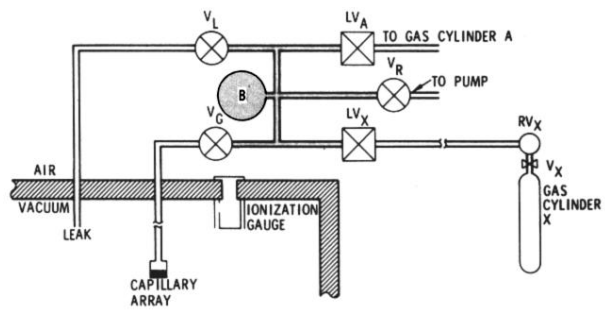 V_L
LV_A
TO GAS CYLINDER A
V_R
TO PUMP
B
V_G
LV_X
RV_X
V_X
GAS
CYLINDER
X
AIR
VACUUM
LEAK
IONIZATION
GAUGE
CAPILLARY
ARRAY